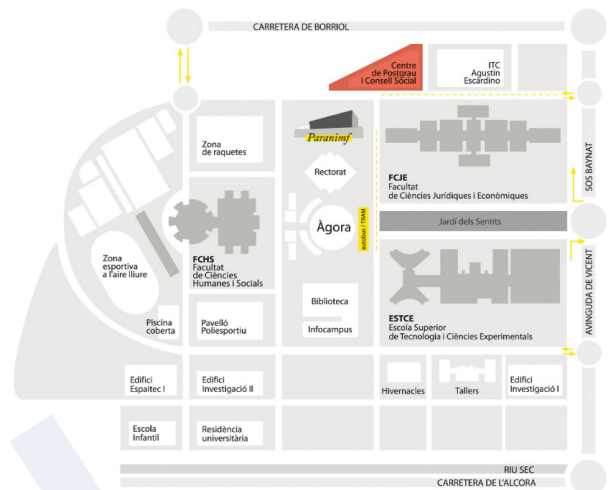 CARRETERA DE BORRIOL
Centre
de Postgrau
i Consell Social
ITC
Agustín
Escardino
Zona
de raquetes
Paranimf
Rectorat
FCJE
Facultat
de Ciències Jurídiques i Econòmiques
SOS BAYNAT
Àgora
autobús / TRAM
Jardí dels Sentits
FCHS
Facultat
de Ciències
Humanes i Socials
Zona
esportiva
a l'aire lliure
AVINGUDA DE VICENT
Biblioteca
Infocampus
ESTCE
Escola Superior
de Tecnologia i Ciències Experimentals
Piscina
coberta
Pavelló
Poliesportiu
Edifici
Espaitec I
Edifici
Investigació II
Hivernacles
Tallers
Edifici
Investigació I
Escola
Infantil
Residència
universitària
RIU SEC
CARRETERA DE L'ALCORA